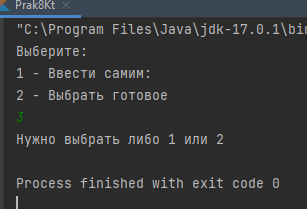 Prak8Kt
"C:\Program Files\Java\jdk-17.0.1\bin
Выберите:
1 - Ввести самим:
2 - Выбрать готовое
3
Нужно выбрать либо 1 или 2
Process finished with exit code 0